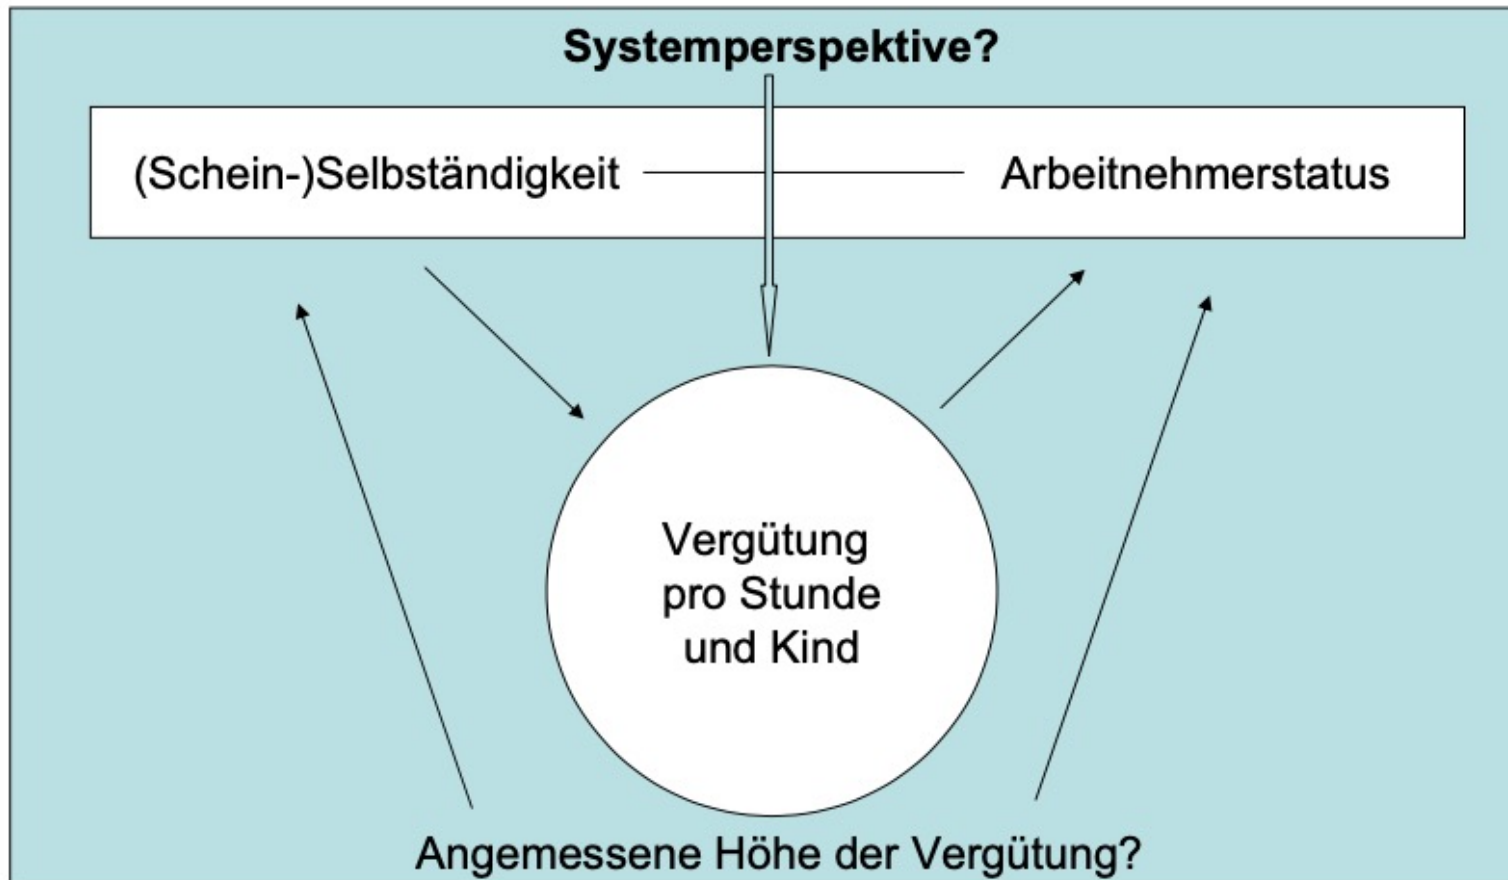 Systemperspektive?
(Schein-)Selbständigkeit
Arbeitnehmerstatus
Vergütung
pro Stunde
und Kind
Angemessene Höhe der Vergütung?